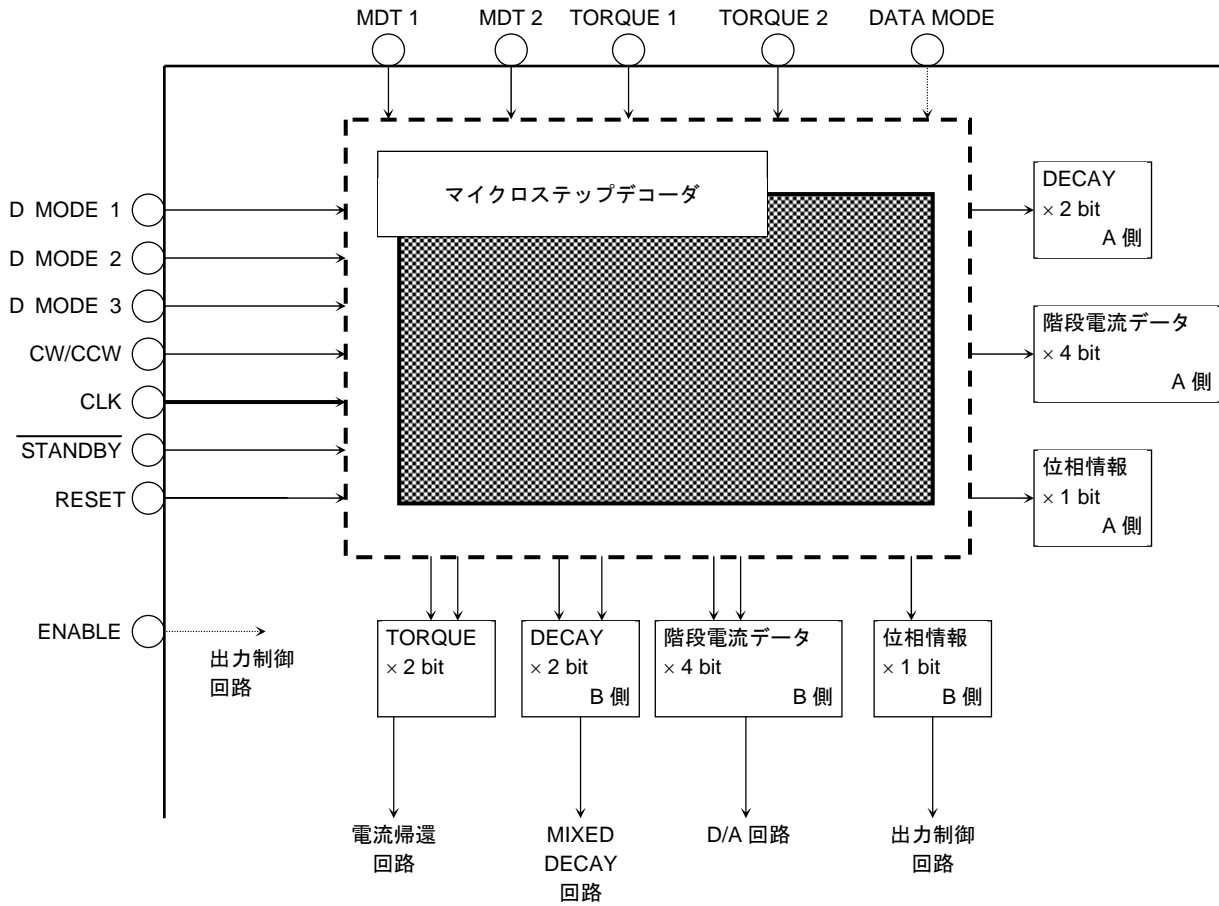 MDT 1
MDT 2
TORQUE 1
TORQUE 2
DATA MODE
マイクロステップデコーダ
D MODE 1
D MODE 2
D MODE 3
CW/CCW
CLK
STANDBY
RESET
ENABLE
出力制御
回路
DECAY
× 2 bit
A 側
階段電流データ
× 4 bit
A 側
位相情報
× 1 bit
A 側
TORQUE
× 2 bit
DECAY
× 2 bit
B 側
階段電流データ
× 4 bit
B 側
位相情報
× 1 bit
B 側
電流帰還
回路
MIXED
DECAY
回路
D/A 回路
出力制御
回路